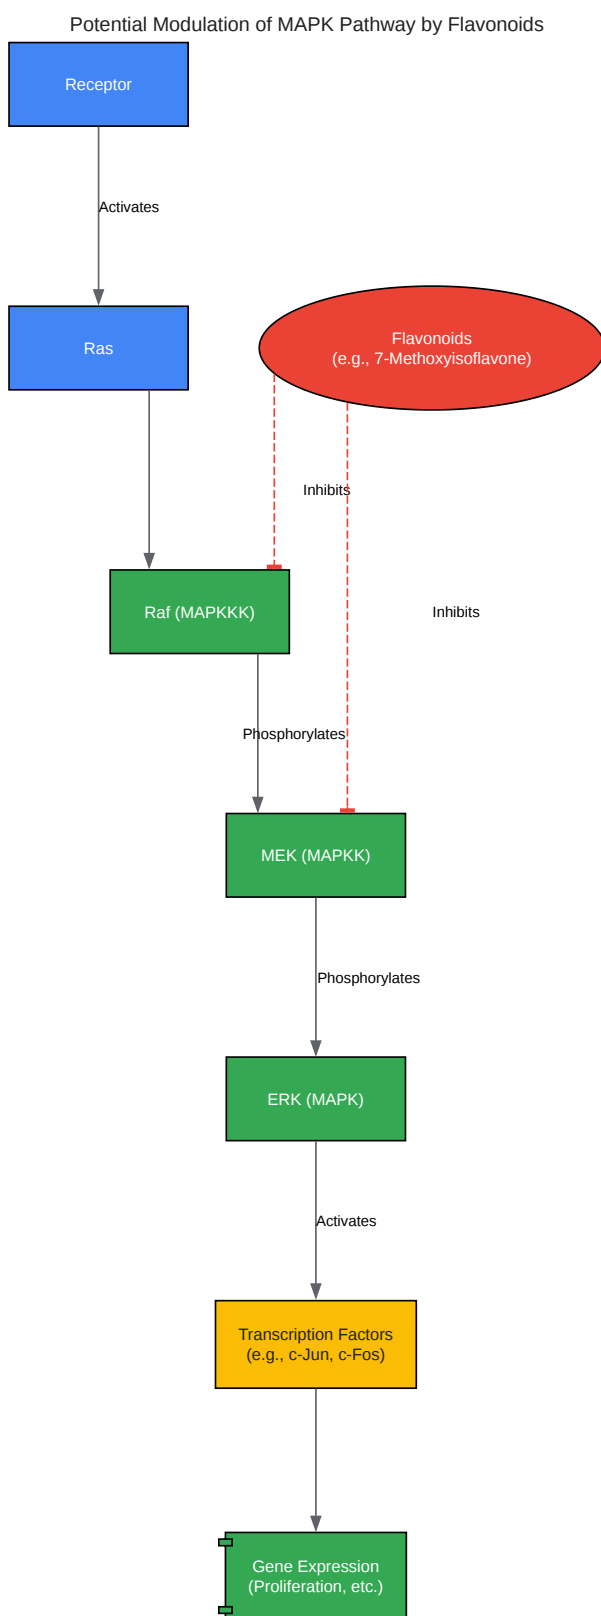 Potential Modulation of MAPK Pathway by Flavonoids
Receptor
Activates
Ras
Flavonoids
(e.g., 7-Methoxyisoflavone)
Inhibits
Raf (MAPKKK)
Inhibits
Phosphorylates
MEK (MAPKK)
Phosphorylates
ERK (MAPK)
Activates
Transcription Factors
(e.g., c-Jun, c-Fos)
Gene Expression
(Proliferation, etc.)